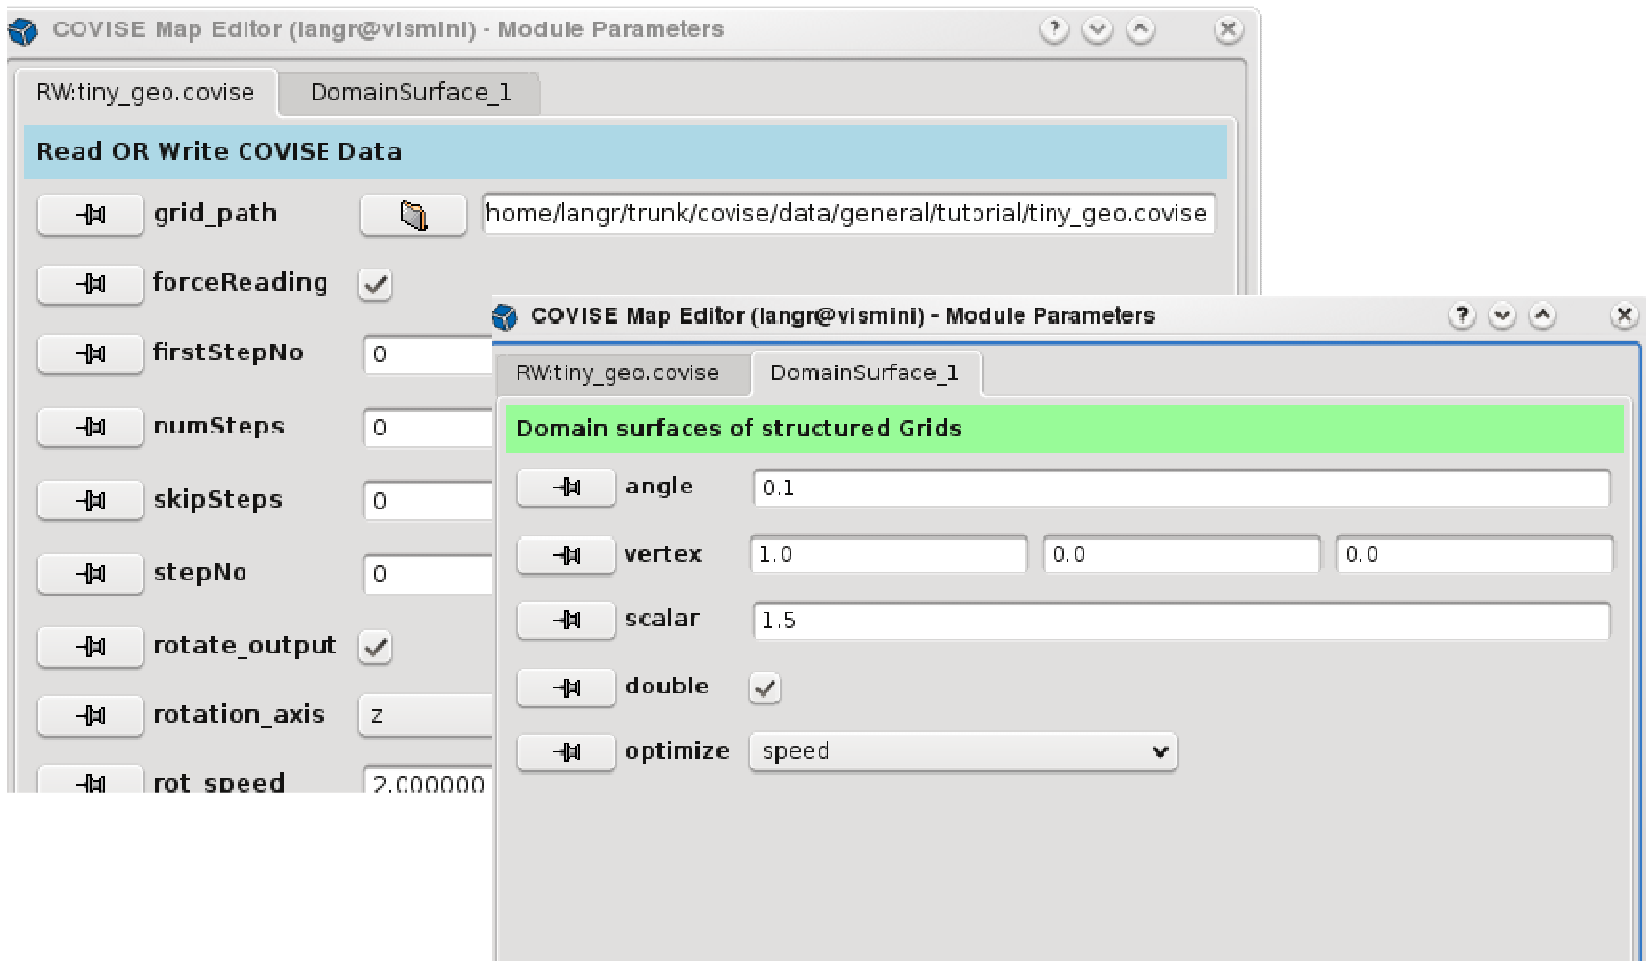 COVISE Map Editor (langr@vismini) - Module Parameters
RW:tiny_geo.covise DomainSurface_1
Read OR Write COVISE Data
grid_path home/langr/trunk/covise/data/general/tutorial/tiny_geo.covise
forceReading
firstStepNo 0
numSteps 0
skipSteps 0
stepNo 0
rotate_output
rotation_axis z
rot_speed 2.000000
COVISE Map Editor (langr@vismini) - Module Parameters
RW:tiny_geo.covise DomainSurface_1
Domain surfaces of structured Grids
angle 0.1
vertex 1.0 0.0 0.0
scalar 1.5
double
optimize speed